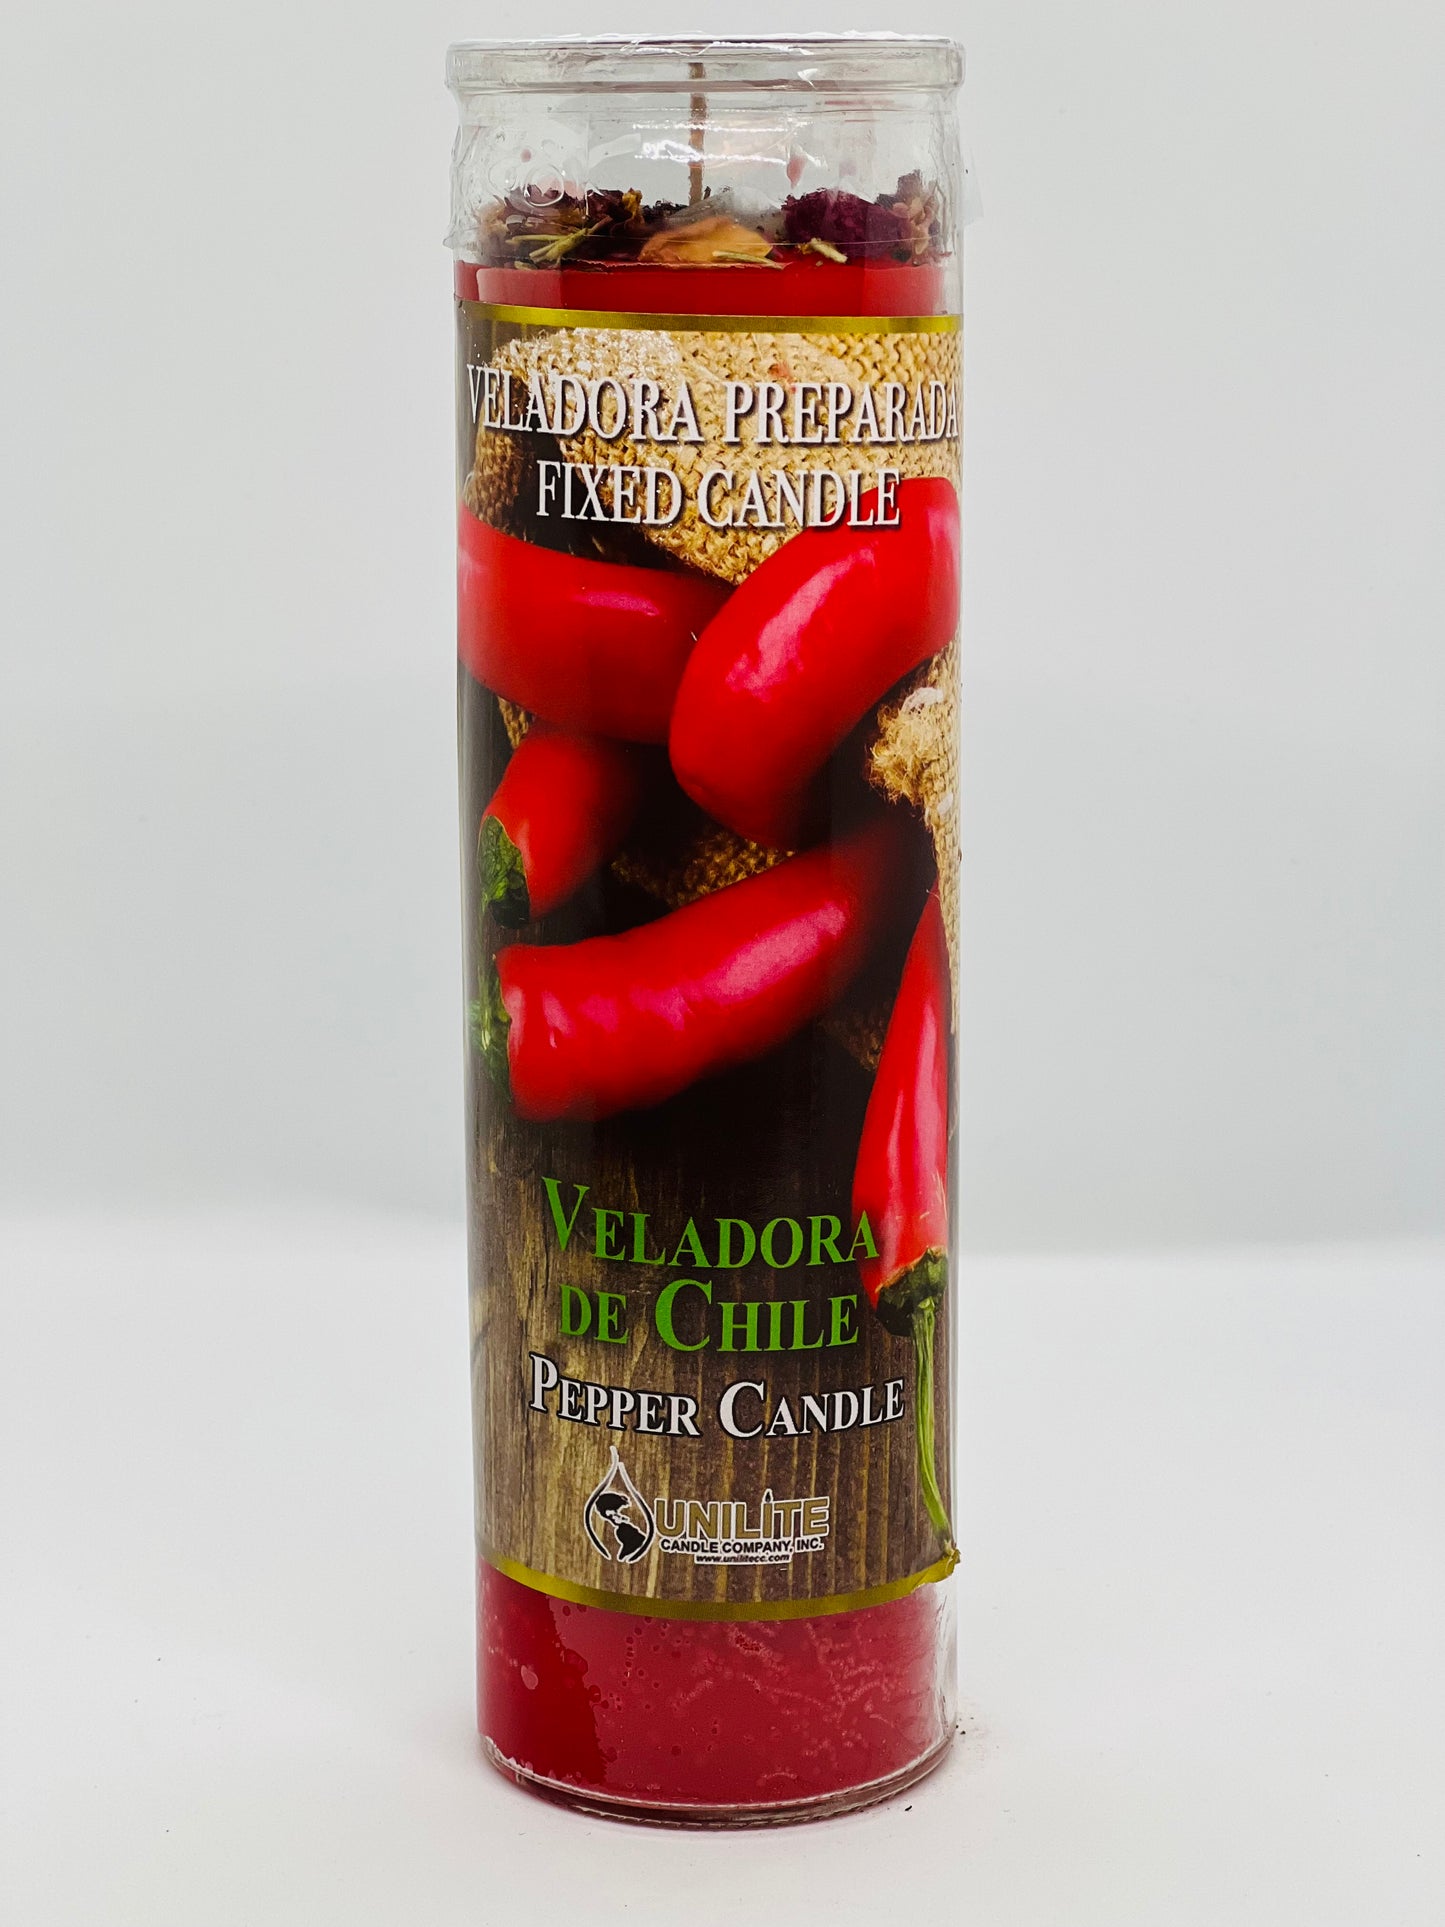 VELADORA PREPARADA
FIXED CANDLE
VELADORA
DE CHILE
PEPPER CANDLE
UNILITE
CANDLE COMPANY, INC.
www.unilitecc.com